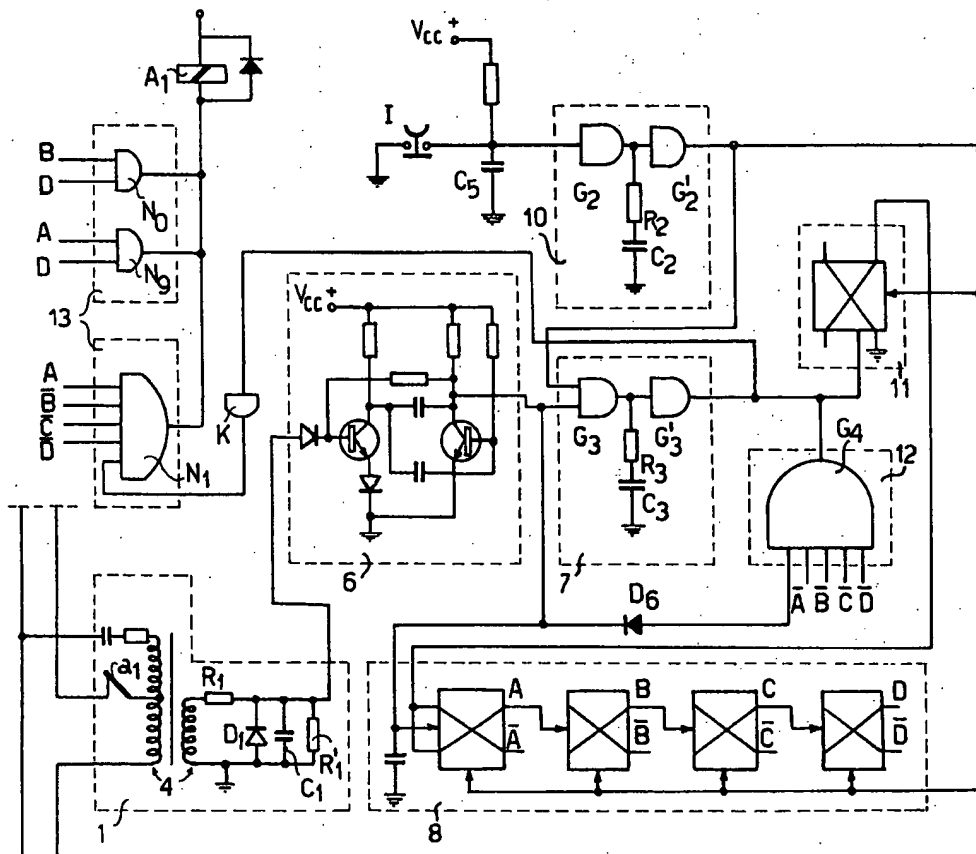 VCC +
A1
I
B
D
N0
C5
G2
G'2
R2
C2
10
A
D
N9
13
VCC +
11
A
B̅
C̅
D̅
N1
K
G3
G'3
R3
C3
G4
12
6
7
A̅ B̅ C̅ D̅
D6
a1
R1
D1
C1
R'1
4
1
A
A̅
B
B̅
C
C̅
D
D̅
8